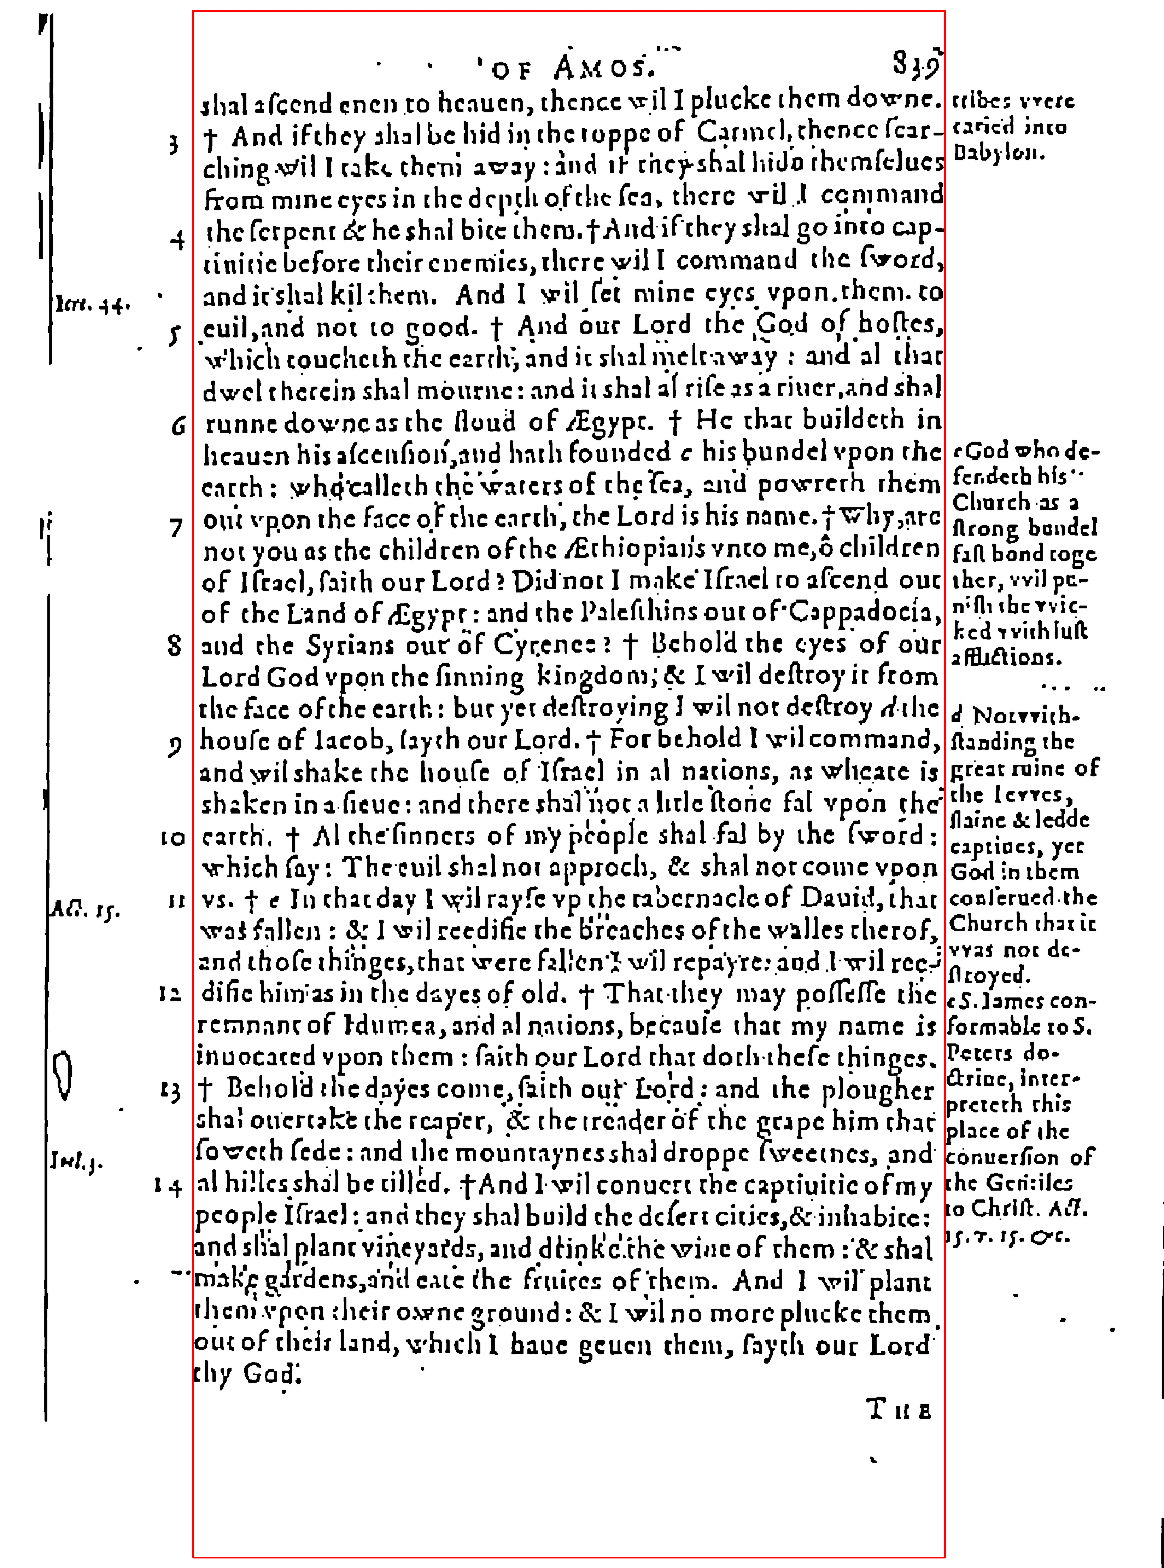 OF AMOS. 839
shal ascend euen to heauen, thence wil I plucke them downe.
3 † And if they shal be hid in the toppe of Carmel, thence sear-
ching wil I take them away: and if they shal hide themselues
from mine eyes in the depth of the sea, there wil I command
4 the serpent & he shal bite them. † And if they shal go into cap-
tiuitie before their enemies, there wil I command the sword,
and it shal kil them. And I wil set mine eyes vpon them to
5 euil, and not to good. † And our Lord the God of hostes,
which toucheth the earth, and it shal melt away: and al that
dwel therein shal mourne: and it shal al rise as a riuer, and shal
6 runne downe as the floud of Ægypt. † He that buildeth in
heauen his ascension, and hath founded c his bundel vpon the
earth: who calleth the waters of the sea, and powreth them
7 out vpon the face of the earth, the Lord is his name. † Why, are
not you as the children of the Æthiopians vnto me, ô children
of Israel, saith our Lord? Did not I make Israel to ascend out
of the Land of Ægypt: and the Palesthins out of Cappadocia,
8 and the Syrians out of Cyrene? † Behold the eyes of our
Lord God vpon the sinning kingdom, & I wil destroy it from
the face of the earth: but yet destroying I wil not destroy d the
9 house of Iacob, sayth our Lord. † For behold I wil command,
and wil shake the house of Israel in al nations, as wheate is
shaken in a sieue: and there shal not a litle stone fal vpon the
10 earth. † Al the sinners of my people shal fal by the sword:
which say: The euil shal not approch, & shal not come vpon
11 vs. † e In that day I wil rayse vp the tabernacle of Dauid, that
was fallen: & I wil reedifie the breaches of the walles therof,
and those thinges, that were fallen I wil repayre: and I wil ree-
12 difie him as in the dayes of old. † That they may possesse the
remnant of Idumea, and al nations, because that my name is
inuocated vpon them: saith our Lord that doth these thinges.
13 † Behold the dayes come, saith our Lord: and the plougher
shal ouertake the reaper, & the treader of the grape him that
soweth sede: and the mountaynes shal droppe sweetnes, and
14 al hilles shal be tilled. † And I wil conuert the captiuitie of my
people Israel: and they shal build the desert cities, & inhabite:
and shal plant vineyards, and drinke the wine of them: & shal
make gardens, and eate the fruites of them. And I wil plant
them vpon their owne ground: & I wil no more plucke them
out of their land, which I haue geuen them, sayth our Lord
thy God.
THE
tribes vvere
caried into
Babylon.
c God who de-
fendeth his
Church as a
strong bondel
fast bond toge
ther, vvil pu-
nish the vvic-
ked vvith iust
afflictions.
d Notvvith-
standing the
great ruine of
the Ievves,
slaine & ledde
captiues, yet
God in them
conserued the
Church that it
vvas not de-
stroyed.
e S. Iames con-
formable to S.
Peters do-
ctrine, inter-
preteth this
place of the
conuersion of
the Gentiles
to Christ. Act.
15. v. 15. &c.
Iere. 44.
Act. 15.
Ioel. 3.